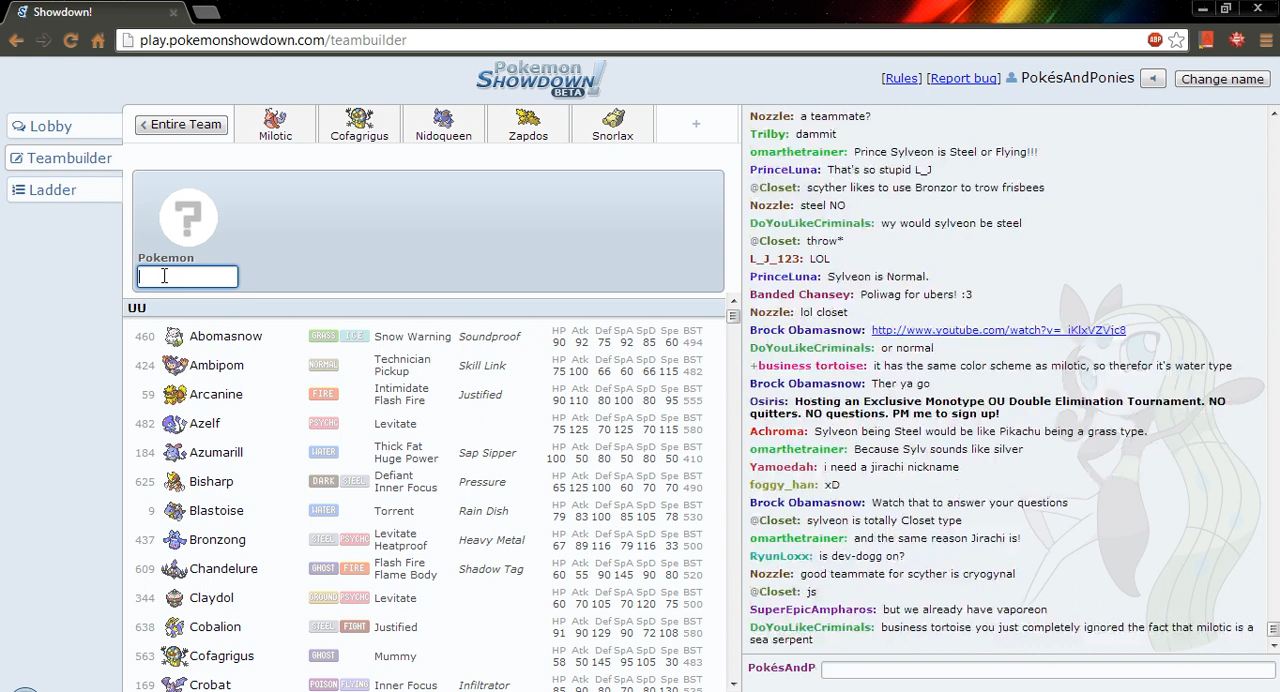 Showdown!
play.pokemonshowdown.com/teambuilder
ABP
Pokemon
SHOWDOWN!
BETA
[Rules] [Report bug] PokésAndPonies Change name
Lobby
Teambuilder
Ladder
Entire Team Milotic Cofagrigus Nidoqueen Zapdos Snorlax +
?
Pokemon
UU
460 Abomasnow GRASS ICE Snow Warning Soundproof HP 90 Atk 92 Def 75 SpA 92 SpD 85 Spe 60 BST 494
424 Ambipom NORMAL Technician Pickup Skill Link HP 75 Atk 100 Def 66 SpA 60 SpD 66 Spe 115 BST 482
59 Arcanine FIRE Intimidate Flash Fire Justified HP 90 Atk 110 Def 80 SpA 100 SpD 80 Spe 95 BST 555
482 Azelf PSYCHC Levitate HP 75 Atk 125 Def 70 SpA 125 SpD 70 Spe 115 BST 580
184 Azumarill WATER Thick Fat Huge Power Sap Sipper HP 100 Atk 50 Def 80 SpA 50 SpD 80 Spe 50 BST 410
625 Bisharp DARK STEEL Defiant Inner Focus Pressure HP 65 Atk 125 Def 100 SpA 60 SpD 70 Spe 70 BST 490
9 Blastoise WATER Torrent Rain Dish HP 79 Atk 83 Def 100 SpA 85 SpD 105 Spe 78 BST 530
437 Bronzong STEEL PSYCHC Levitate Heatproof Heavy Metal HP 67 Atk 89 Def 116 SpA 79 SpD 116 Spe 33 BST 500
609 Chandelure GHOST FIRE Flash Fire Flame Body Shadow Tag HP 60 Atk 55 Def 90 SpA 145 SpD 90 Spe 80 BST 520
344 Claydol GROUND PSYCHC Levitate HP 60 Atk 70 Def 105 SpA 70 SpD 120 Spe 75 BST 500
638 Cobalion STEEL FIGHT Justified HP 91 Atk 90 Def 129 SpA 90 SpD 72 Spe 108 BST 580
563 Cofagrigus GHOST Mummy HP 58 Atk 50 Def 145 SpA 95 SpD 105 Spe 30 BST 483
169 Crobat POISON FLYING Inner Focus Infiltrator HP Atk Def SpA SpD Spe BST
Nozzle: a teammate?
Trilby: dammit
omarthetrainer: Prince Sylveon is Steel or Flying!!!
PrinceLuna: That's so stupid L_J
@Closet: scyther likes to use Bronzor to trow frisbees
Nozzle: steel NO
DoYouLikeCriminals: wy would sylveon be steel
@Closet: throw*
L_J_123: LOL
PrinceLuna: Sylveon is Normal.
Banded Chansey: Poliwag for ubers! :3
Nozzle: lol closet
Brock Obamasnow: http://www.youtube.com/watch?v=_iKlxVZVjc8
DoYouLikeCriminals: or normal
+business tortoise: it has the same color scheme as milotic, so therefor it's water type
Brock Obamasnow: Ther ya go
Osiris: Hosting an Exclusive Monotype OU Double Elimination Tournament. NO
quitters. NO questions. PM me to sign up!
Achroma: Sylveon being Steel would be like Pikachu being a grass type.
omarthetrainer: Because Sylv sounds like silver
Yamoedah: i need a jirachi nickname
foggy_han: xD
Brock Obamasnow: Watch that to answer your questions
@Closet: sylveon is totally Closet type
omarthetrainer: and the same reason Jirachi is!
RyunLoxx: is dev-dogg on?
Nozzle: good teammate for scyther is cryogynal
@Closet: js
SuperEpicAmpharos: but we already have vaporeon
DoYouLikeCriminals: business tortoise you just completely ignored the fact that milotic is a
sea serpent
PokésAndP